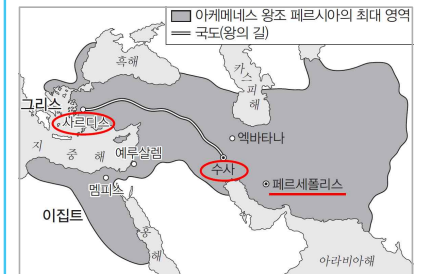 아케메네스 왕조 페르시아의 최대 영역
국도(왕의 길)
흑해
카스피해
그리스
사르디스
엑바타나
지중해
예루살렘
수사
멤피스
페르세폴리스
이집트
홍해
아라비아해